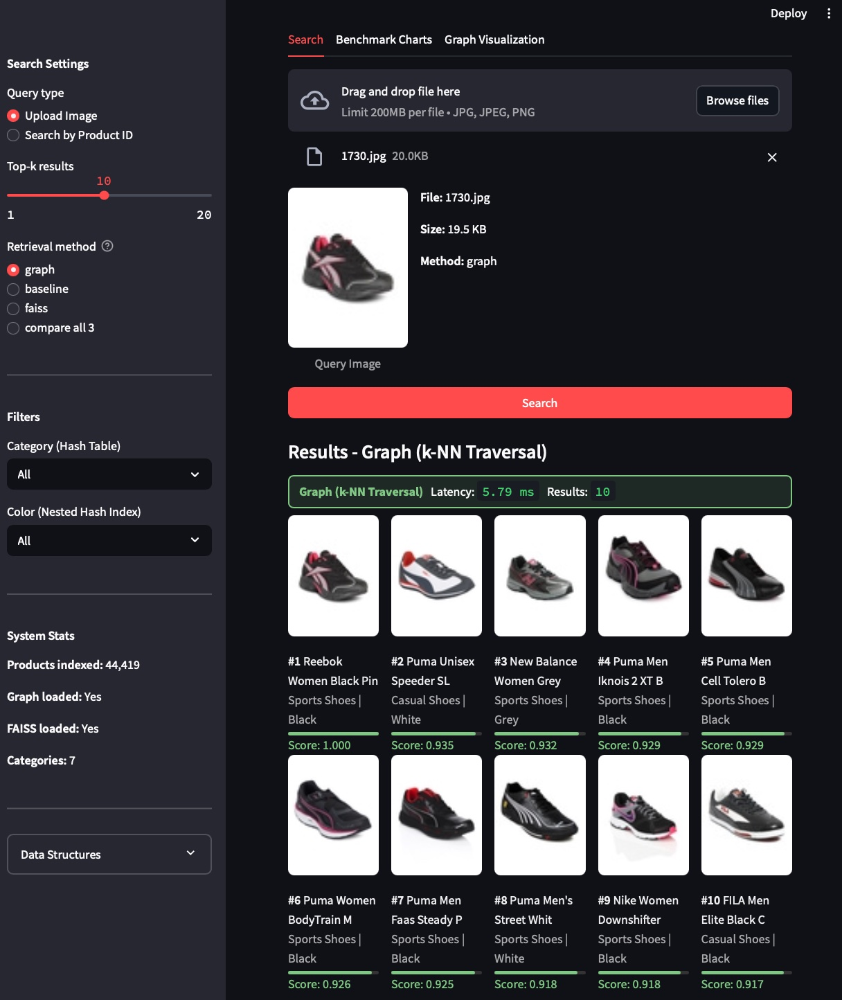 Deploy
Search Settings
Query type
Upload Image
Search by Product ID
Top-k results
10
1
20
Retrieval method
graph
baseline
faiss
compare all 3
Filters
Category (Hash Table)
All
Color (Nested Hash Index)
All
System Stats
Products indexed: 44,419
Graph loaded: Yes
FAISS loaded: Yes
Categories: 7
Data Structures
Search Benchmark Charts Graph Visualization
Drag and drop file here
Limit 200MB per file • JPG, JPEG, PNG
Browse files
1730.jpg 20.0KB
File: 1730.jpg
Size: 19.5 KB
Method: graph
Query Image
Search
Results - Graph (k-NN Traversal)
Graph (k-NN Traversal) Latency: 5.79 ms Results: 10
#1 Reebok
Women Black Pin
Sports Shoes |
Black
Score: 1.000
#2 Puma Unisex
Speeder SL
Casual Shoes |
White
Score: 0.935
#3 New Balance
Women Grey
Sports Shoes |
Grey
Score: 0.932
#4 Puma Men
Iknois 2 XT B
Sports Shoes |
Black
Score: 0.929
#5 Puma Men
Cell Tolero B
Sports Shoes |
Black
Score: 0.929
#6 Puma Women
BodyTrain M
Sports Shoes |
Black
Score: 0.926
#7 Puma Men
Faas Steady P
Sports Shoes |
Black
Score: 0.925
#8 Puma Men's
Street Whit
Sports Shoes |
White
Score: 0.918
#9 Nike Women
Downshifter
Sports Shoes |
Black
Score: 0.918
#10 FILA Men
Elite Black C
Casual Shoes |
Black
Score: 0.917